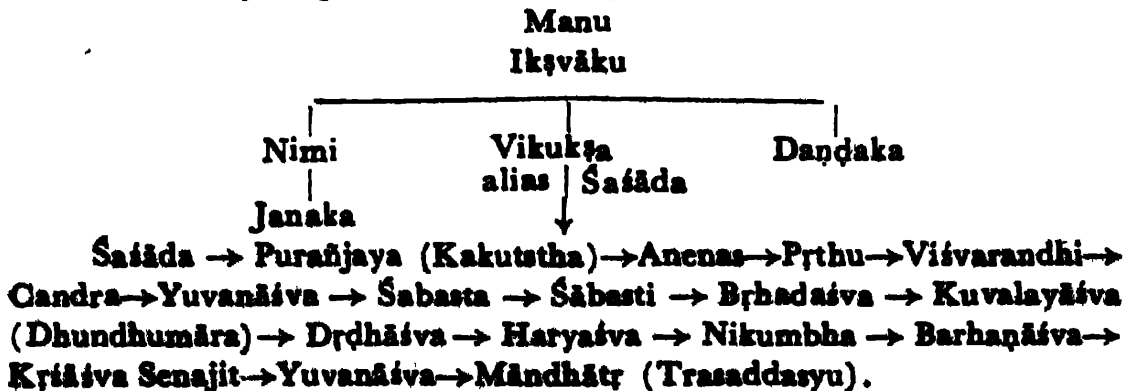 Manu
Ikṣvāku
Nimi Vikukṣa Daṇḍaka
alias Śaśāda
Janaka
Śaśāda → Purañjaya (Kakutstha)→Anenas→Pṛthu→Viśvarandhi→
Candra→Yuvanāśva → Śabasta → Śābasti → Bṛhadaśva → Kuvalayāśva
(Dhundhumāra)→ Dṛḍhāśva → Haryaśva → Nikumbha → Barhaṇāśva→
Kṛśāśva Senajit→Yuvanāśva→Māndhātṛ (Trasaddasyu).